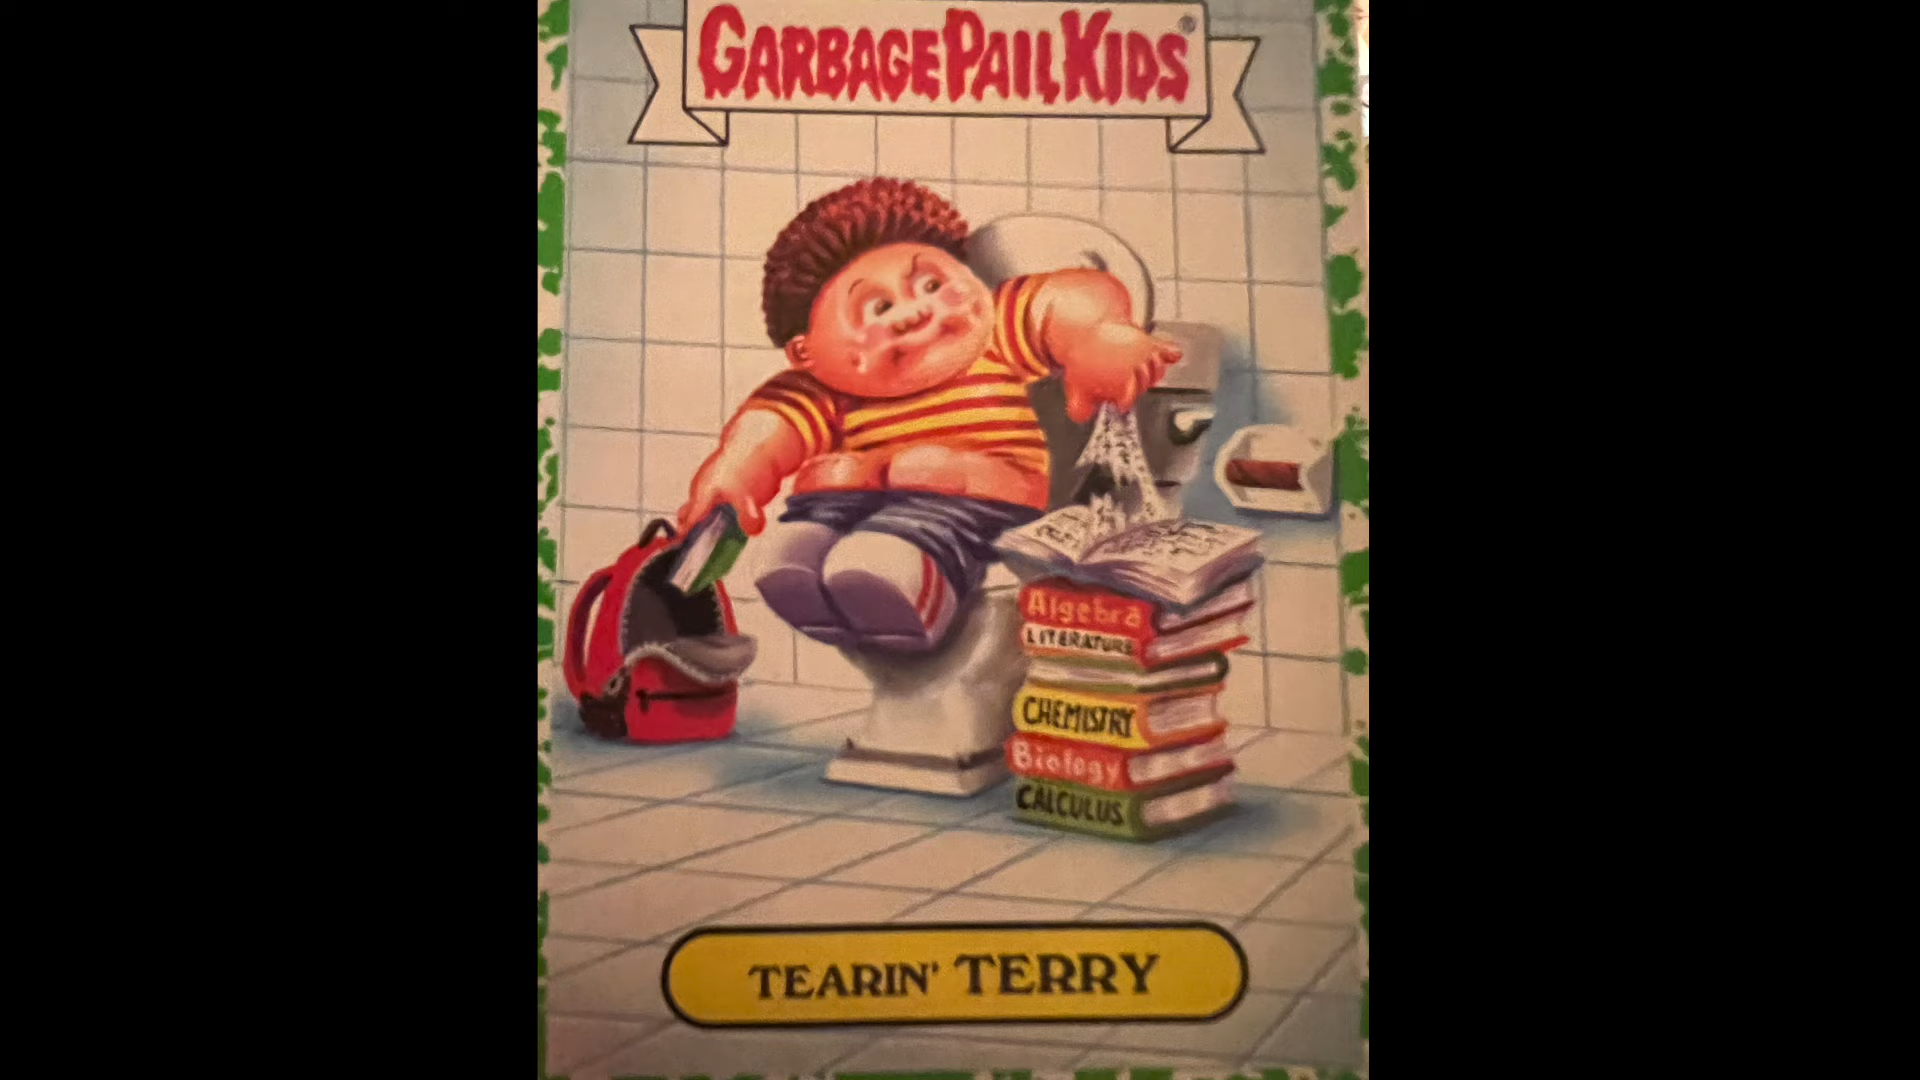 GARBAGE PAIL KIDS®
Algebra
LITERATURE
CHEMISTRY
Biology
CALCULUS
TEARIN' TERRY